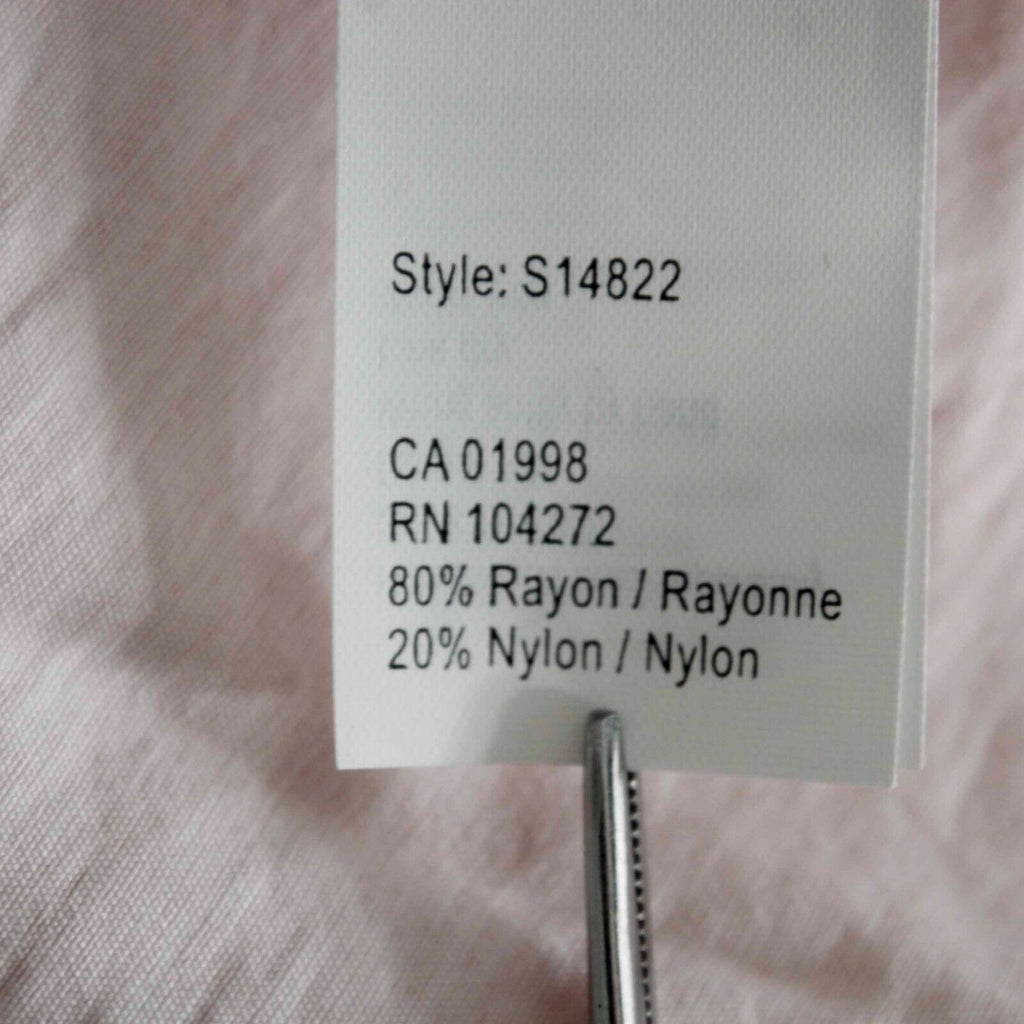 Style: S14822
CA 01998
RN 104272
80% Rayon / Rayonne
20% Nylon / Nylon